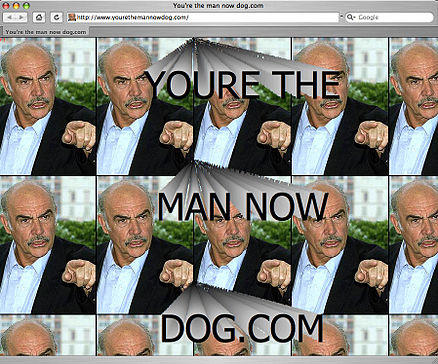 You're the man now dog.com
http://www.yourethemannowdog.com/
Google
You're the man now dog.com
YOURE THE
MAN NOW
DOG.COM